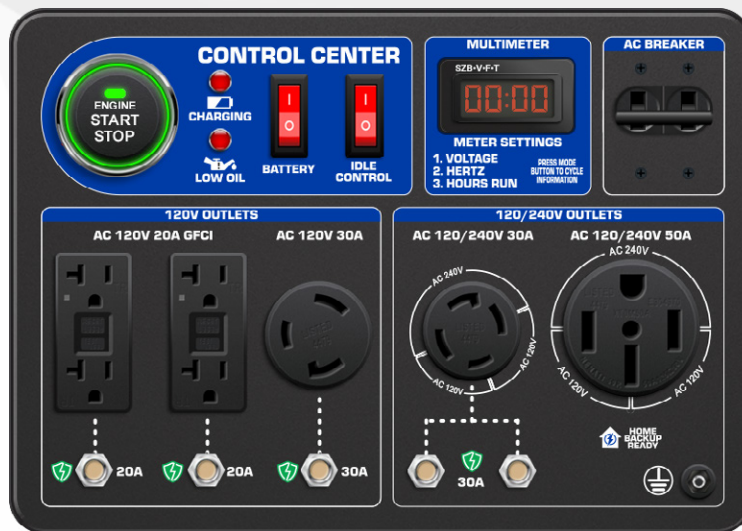 CONTROL CENTER
ENGINE
START
STOP
CHARGING
LOW OIL
I
O
BATTERY
I
O
IDLE
CONTROL
MULTIMETER
SZB•V•F•T
00:00
METER SETTINGS
1. VOLTAGE
2. HERTZ
3. HOURS RUN
PRESS MODE
BUTTON TO CYCLE
INFORMATION
AC BREAKER
120V OUTLETS
AC 120V 20A GFCI
AC 120V 30A
20A
20A
30A
120/240V OUTLETS
AC 120/240V 30A
AC 120/240V 50A
AC 240V
AC 120V
AC 120V
AC 240V
AC 120V
AC 120V
30A
HOME
BACKUP
READY